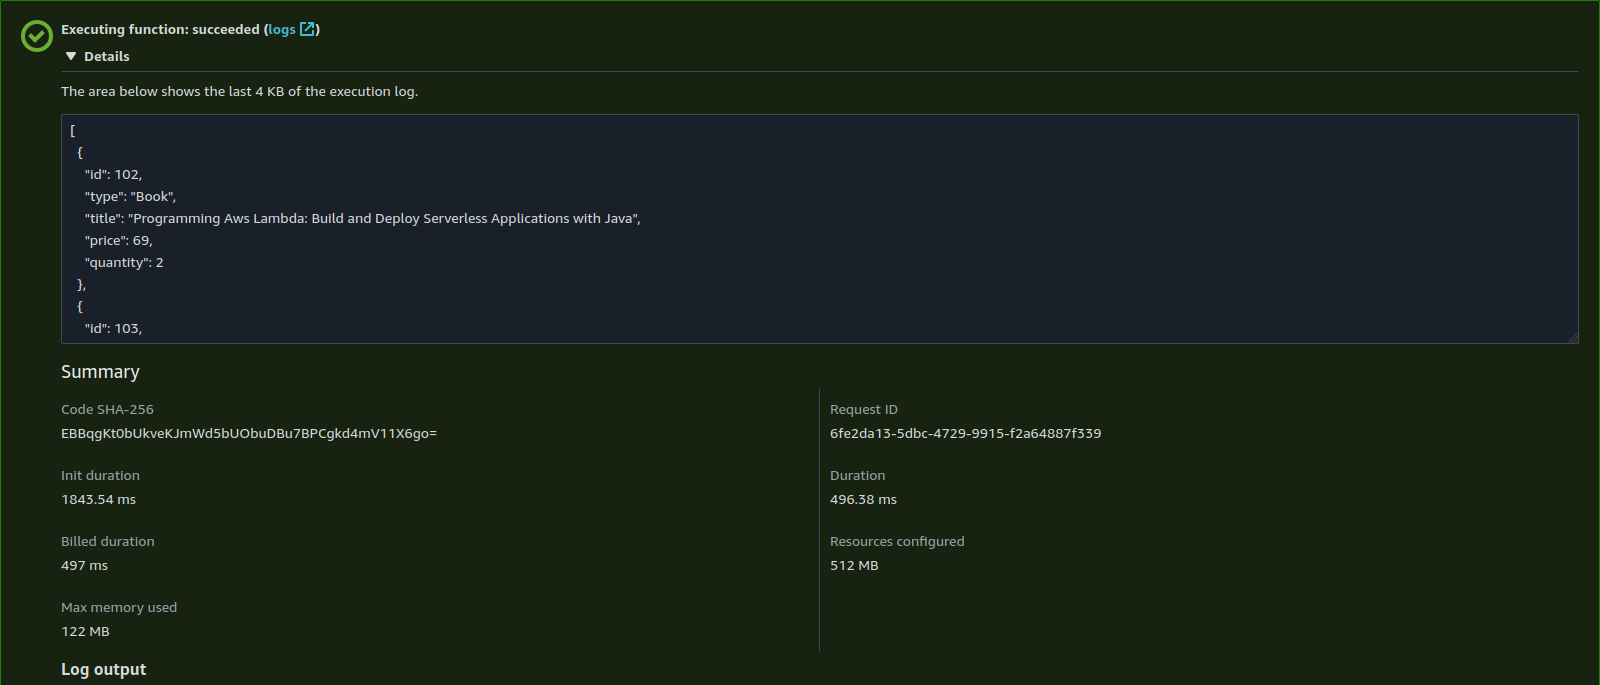 Executing function: succeeded (logs)
Details
The area below shows the last 4 KB of the execution log.
[
{
"id": 102,
"type": "Book",
"title": "Programming Aws Lambda: Build and Deploy Serverless Applications with Java",
"price": 69,
"quantity": 2
},
{
"id": 103,
Summary
Code SHA-256
EBBqgKt0bUkveKJmWd5bUObuDBu7BPCgkd4mV11X6go=
Request ID
6fe2da13-5dbc-4729-9915-f2a64887f339
Init duration
1843.54 ms
Duration
496.38 ms
Billed duration
497 ms
Resources configured
512 MB
Max memory used
122 MB
Log output